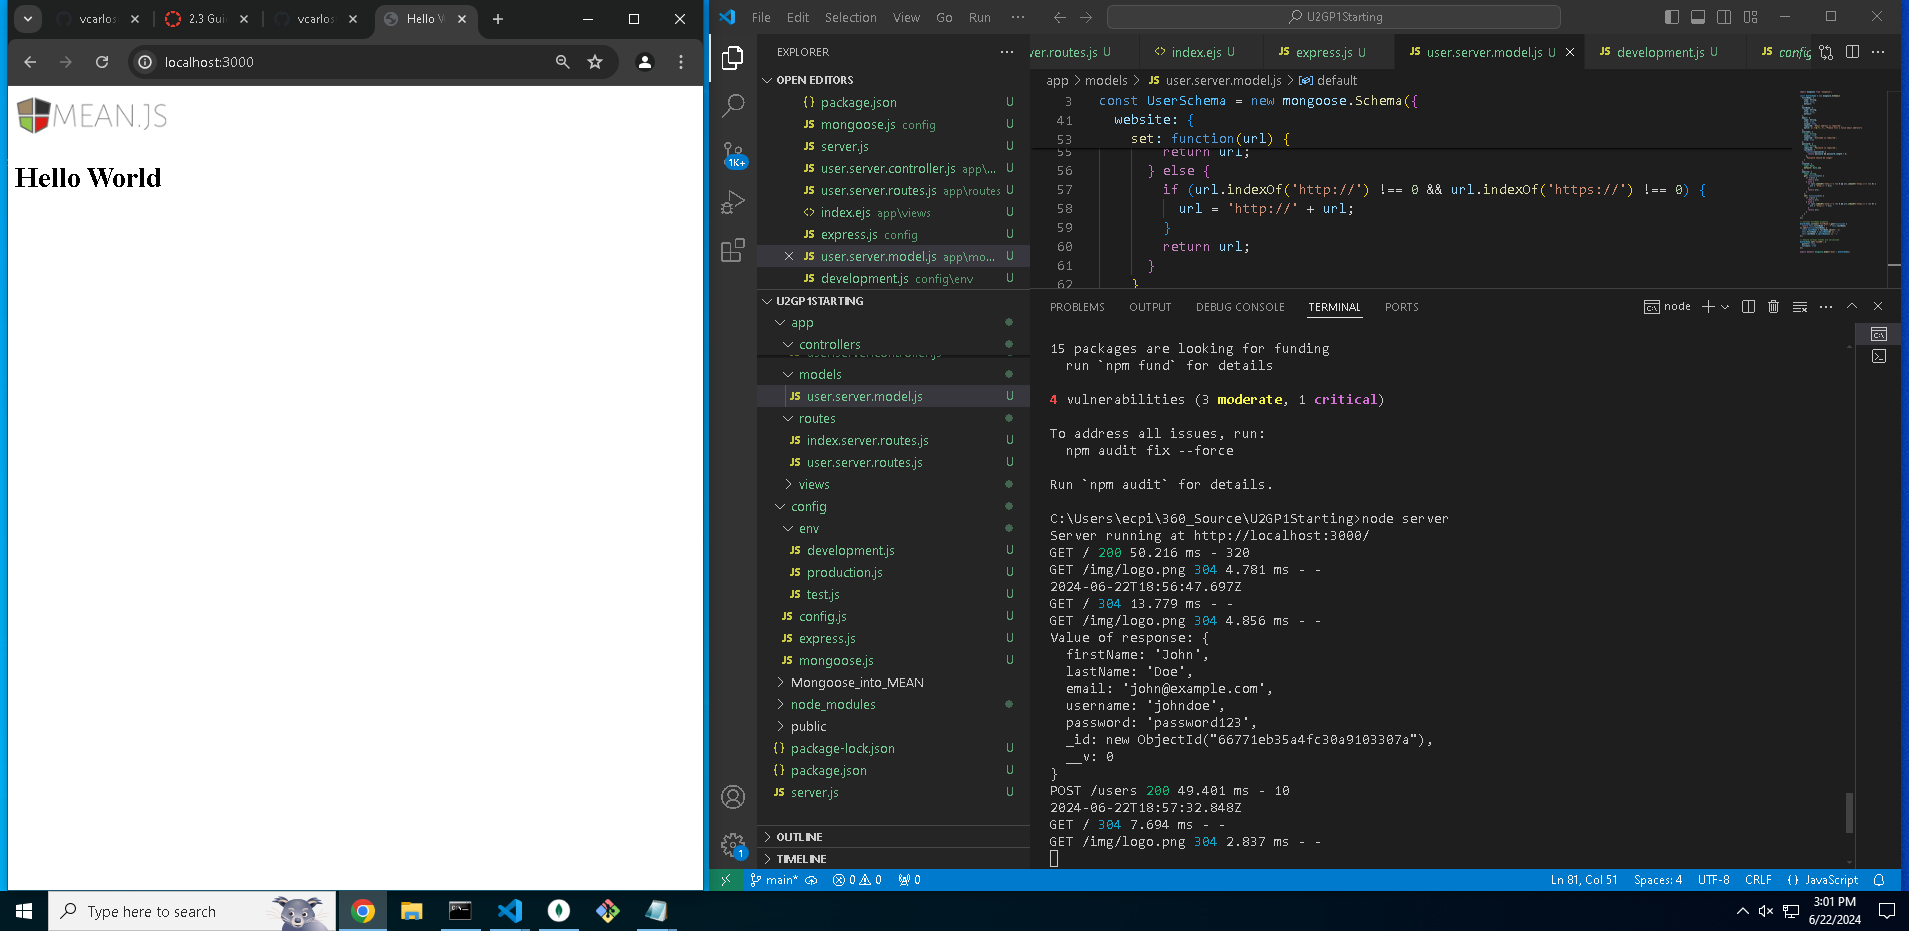 vcarlos
2.3 Gui
vcarlos
Hello W
localhost:3000
MEAN.JS
Hello World
File Edit Selection View Go Run ...
U2GP1Starting
EXPLORER
OPEN EDITORS
{} package.json U
JS mongoose.js config U
JS server.js U
JS user.server.controller.js app\... U
JS user.server.routes.js app\routes U
<> index.ejs app\views U
JS express.js config U
JS user.server.model.js app\mo... U
JS development.js config\env U
U2GP1STARTING
app
controllers
models
JS user.server.model.js U
routes
JS index.server.routes.js U
JS user.server.routes.js U
views
config
env
JS development.js U
JS production.js U
JS test.js U
JS config.js U
JS express.js U
JS mongoose.js U
Mongoose_into_MEAN
node_modules
public
{} package-lock.json U
{} package.json U
JS server.js U
OUTLINE
TIMELINE
1K+
1
ver.routes.js U <> index.ejs U JS express.js U JS user.server.model.js U JS development.js U JS config
app > models > JS user.server.model.js > default
3 const UserSchema = new mongoose.Schema({
41 website: {
53 set: function(url) {
55 return url;
56 } else {
57 if (url.indexOf('http://') !== 0 && url.indexOf('https://') !== 0) {
58 url = 'http://' + url;
59 }
60 return url;
61 }
62 }
PROBLEMS OUTPUT DEBUG CONSOLE TERMINAL PORTS
node
15 packages are looking for funding
run `npm fund` for details
4 vulnerabilities (3 moderate, 1 critical)
To address all issues, run:
npm audit fix --force
Run `npm audit` for details.
C:\Users\ecpi\360_Source\U2GP1Starting>node server
Server running at http://localhost:3000/
GET / 200 50.216 ms - 320
GET /img/logo.png 304 4.781 ms - -
2024-06-22T18:56:47.697Z
GET / 304 13.779 ms - -
GET /img/logo.png 304 4.856 ms - -
Value of response: {
firstName: 'John',
lastName: 'Doe',
email: 'john@example.com',
username: 'johndoe',
password: 'password123',
_id: new ObjectId("66771eb35a4fc30a9103307a"),
__v: 0
}
POST /users 200 49.401 ms - 10
2024-06-22T18:57:32.848Z
GET / 304 7.694 ms - -
GET /img/logo.png 304 2.837 ms - -
main* 0 0 0
Ln 81, Col 51 Spaces: 4 UTF-8 CRLF {} JavaScript
Type here to search
3:01 PM
6/22/2024